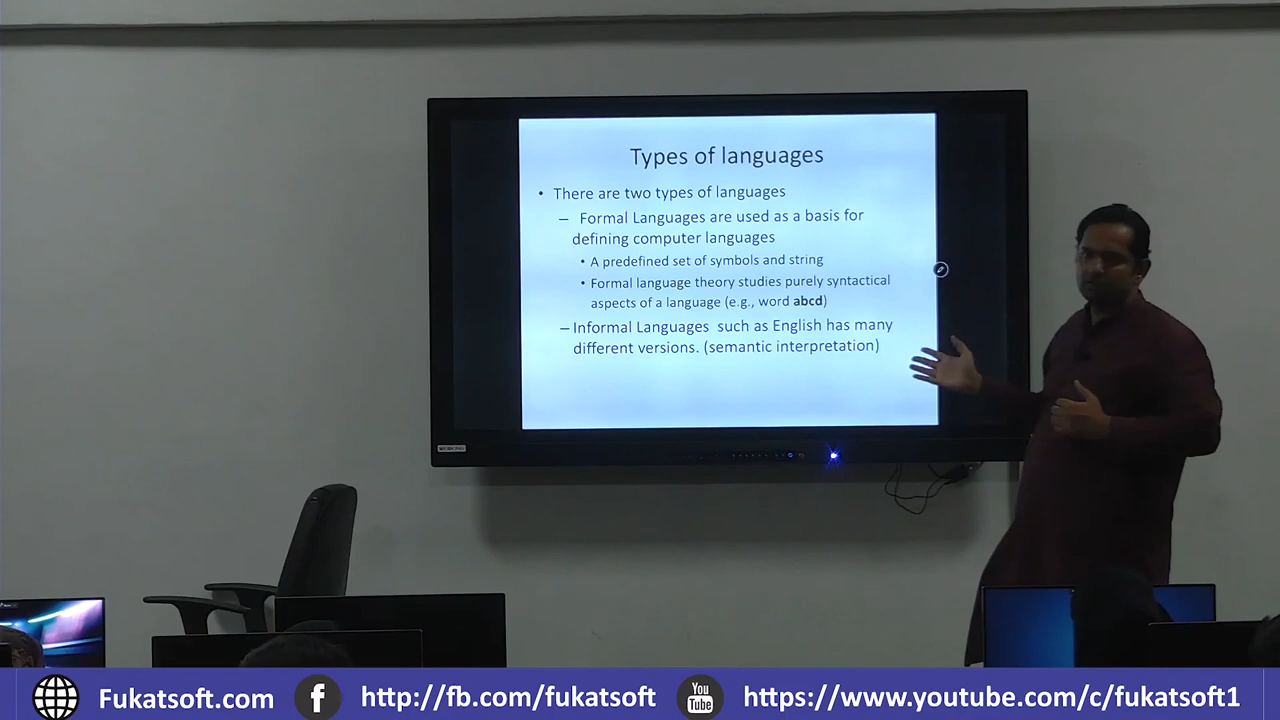 Types of languages
• There are two types of languages
– Formal Languages are used as a basis for
defining computer languages
• A predefined set of symbols and string
• Formal language theory studies purely syntactical
aspects of a language (e.g., word abcd)
– Informal Languages such as English has many
different versions. (semantic interpretation)
Fukatsoft.com
f
http://fb.com/fukatsoft
You
Tube
https://www.youtube.com/c/fukatsoft1